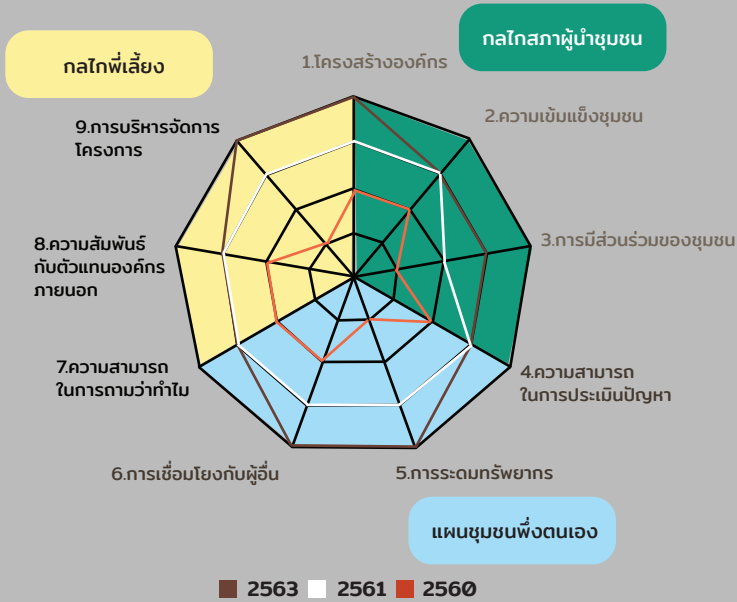 กลไกพี่เลี้ยง
กลไกสภาผู้นำชุมชน
1.โครงสร้างองค์กร
2.ความเข้มแข็งชุมชน
3.การมีส่วนร่วมของชุมชน
4.ความสามารถ
ในการประเมินปัญหา
5.การระดมทรัพยากร
6.การเชื่อมโยงกับผู้อื่น
7.ความสามารถ
ในการถามว่าทำไม
8.ความสัมพันธ์
กับตัวแทนองค์กร
ภายนอก
9.การบริหารจัดการ
โครงการ
แผนชุมชนพึ่งตนเอง
2563 2561 2560